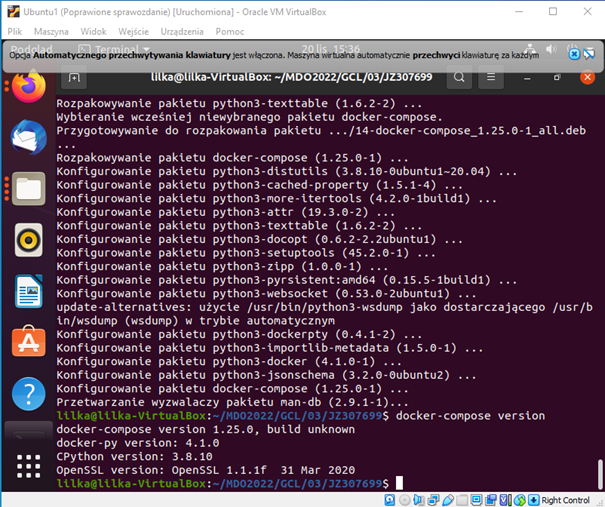 Ubuntu1 (Poprawione sprawozdanie) [Uruchomiona] - Oracle VM VirtualBox
Plik Maszyna Widok Wejście Urządzenia Pomoc
Podgląd Terminal 20 lis 15:36
Opcja Automatycznego przechwytywania klawiatury jest włączona. Maszyna wirtualna automatycznie przechwyci klawiaturę za każdym
lilka@lilka-VirtualBox: ~/MDO2022/GCL/03/JZ307699
Rozpakowywanie pakietu python3-texttable (1.6.2-2) ...
Wybieranie wcześniej niewybranego pakietu docker-compose.
Przygotowywanie do rozpakowania pakietu .../14-docker-compose_1.25.0-1_all.deb
...
Rozpakowywanie pakietu docker-compose (1.25.0-1) ...
Konfigurowanie pakietu python3-distutils (3.8.10-0ubuntu1~20.04) ...
Konfigurowanie pakietu python3-cached-property (1.5.1-4) ...
Konfigurowanie pakietu python3-more-itertools (4.2.0-1build1) ...
Konfigurowanie pakietu python3-attr (19.3.0-2) ...
Konfigurowanie pakietu python3-texttable (1.6.2-2) ...
Konfigurowanie pakietu python3-docopt (0.6.2-2.2ubuntu1) ...
Konfigurowanie pakietu python3-setuptools (45.2.0-1) ...
Konfigurowanie pakietu python3-zipp (1.0.0-1) ...
Konfigurowanie pakietu python3-pyrsistent:amd64 (0.15.5-1build1) ...
Konfigurowanie pakietu python3-websocket (0.53.0-2ubuntu1) ...
update-alternatives: użycie /usr/bin/python3-wsdump jako dostarczającego /usr/b
in/wsdump (wsdump) w trybie automatycznym
Konfigurowanie pakietu python3-dockerpty (0.4.1-2) ...
Konfigurowanie pakietu python3-importlib-metadata (1.5.0-1) ...
Konfigurowanie pakietu python3-docker (4.1.0-1) ...
Konfigurowanie pakietu python3-jsonschema (3.2.0-0ubuntu2) ...
Konfigurowanie pakietu docker-compose (1.25.0-1) ...
Przetwarzanie wyzwalaczy pakietu man-db (2.9.1-1)...
lilka@lilka-VirtualBox:~/MDO2022/GCL/03/JZ307699$ docker-compose version
docker-compose version 1.25.0, build unknown
docker-py version: 4.1.0
CPython version: 3.8.10
OpenSSL version: OpenSSL 1.1.1f  31 Mar 2020
lilka@lilka-VirtualBox:~/MDO2022/GCL/03/JZ307699$
Right Control